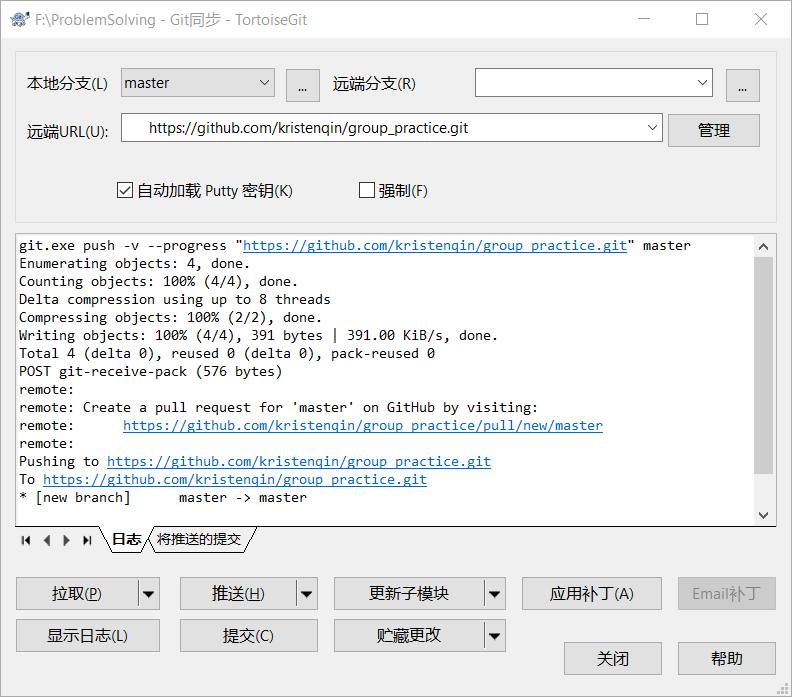 F:\ProblemSolving - Git同步 - TortoiseGit
本地分支(L) master ... 远端分支(R) ...
远端URL(U): https://github.com/kristenqin/group_practice.git 管理
自动加载 Putty 密钥(K) 强制(F)
git.exe push -v --progress "https://github.com/kristenqin/group_practice.git" master
Enumerating objects: 4, done.
Counting objects: 100% (4/4), done.
Delta compression using up to 8 threads
Compressing objects: 100% (2/2), done.
Writing objects: 100% (4/4), 391 bytes | 391.00 KiB/s, done.
Total 4 (delta 0), reused 0 (delta 0), pack-reused 0
POST git-receive-pack (576 bytes)
remote:
remote: Create a pull request for 'master' on GitHub by visiting:
remote:      https://github.com/kristenqin/group_practice/pull/new/master
remote:
Pushing to https://github.com/kristenqin/group_practice.git
To https://github.com/kristenqin/group_practice.git
* [new branch]      master -> master
日志 将推送的提交
拉取(P) 推送(H) 更新子模块 应用补丁(A) Email补丁
显示日志(L) 提交(C) 贮藏更改
关闭 帮助